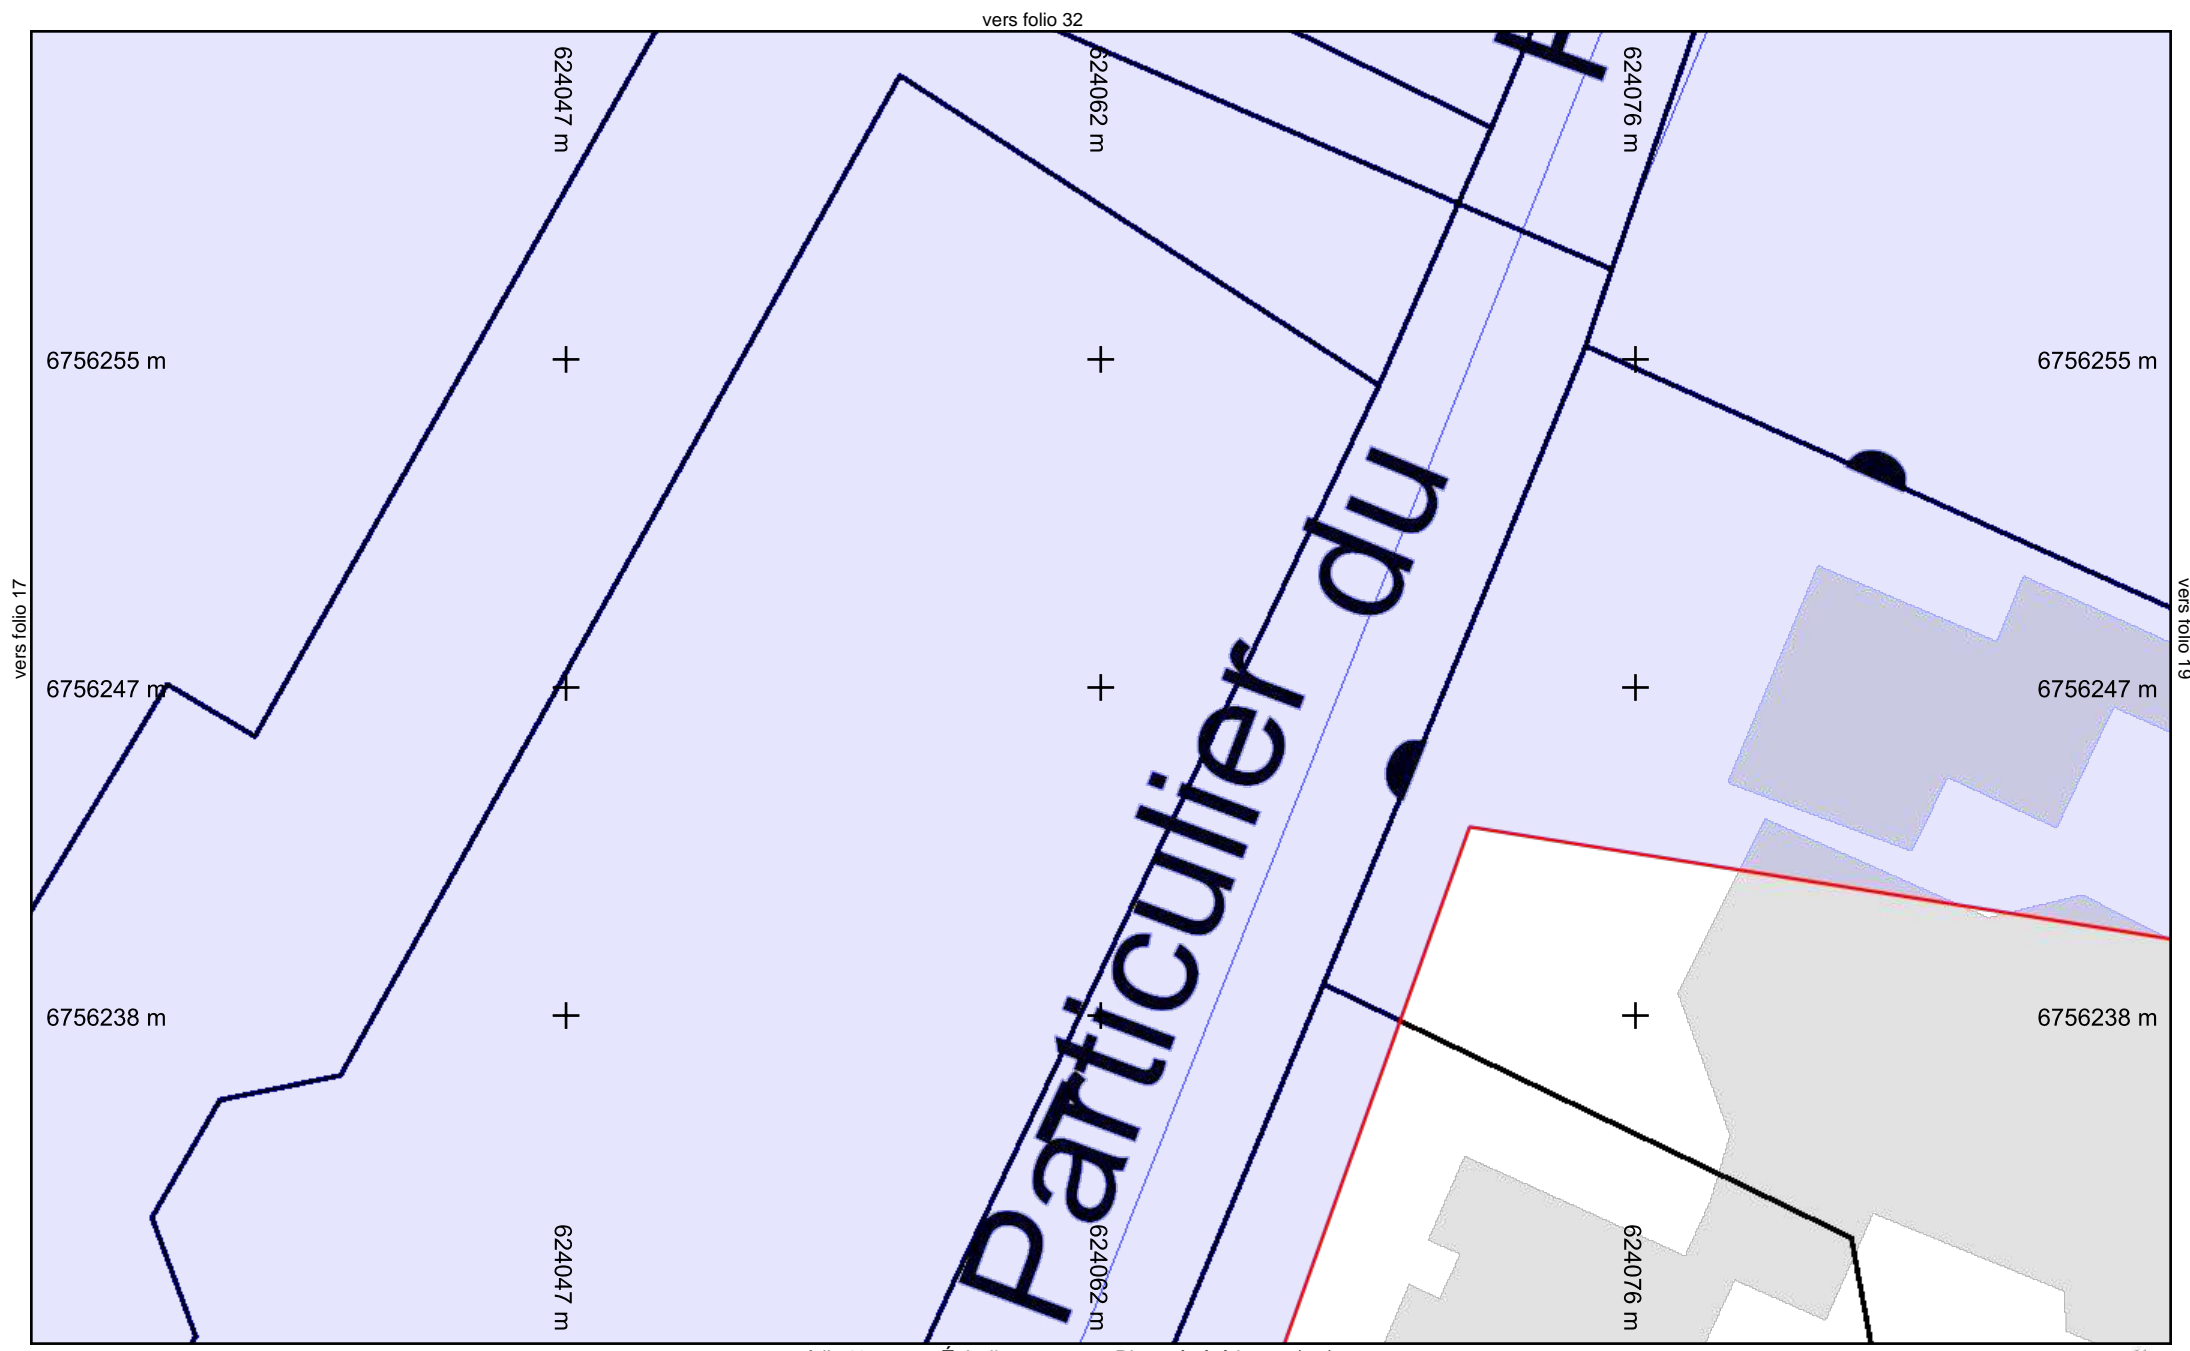 vers folio 32
624047 m
624062 m
624076 m
6756255 m
6756255 m
Particulier du
vers folio 17
vers folio 19
6756247 m
6756247 m
6756238 m
6756238 m
624047 m
624062 m
624076 m